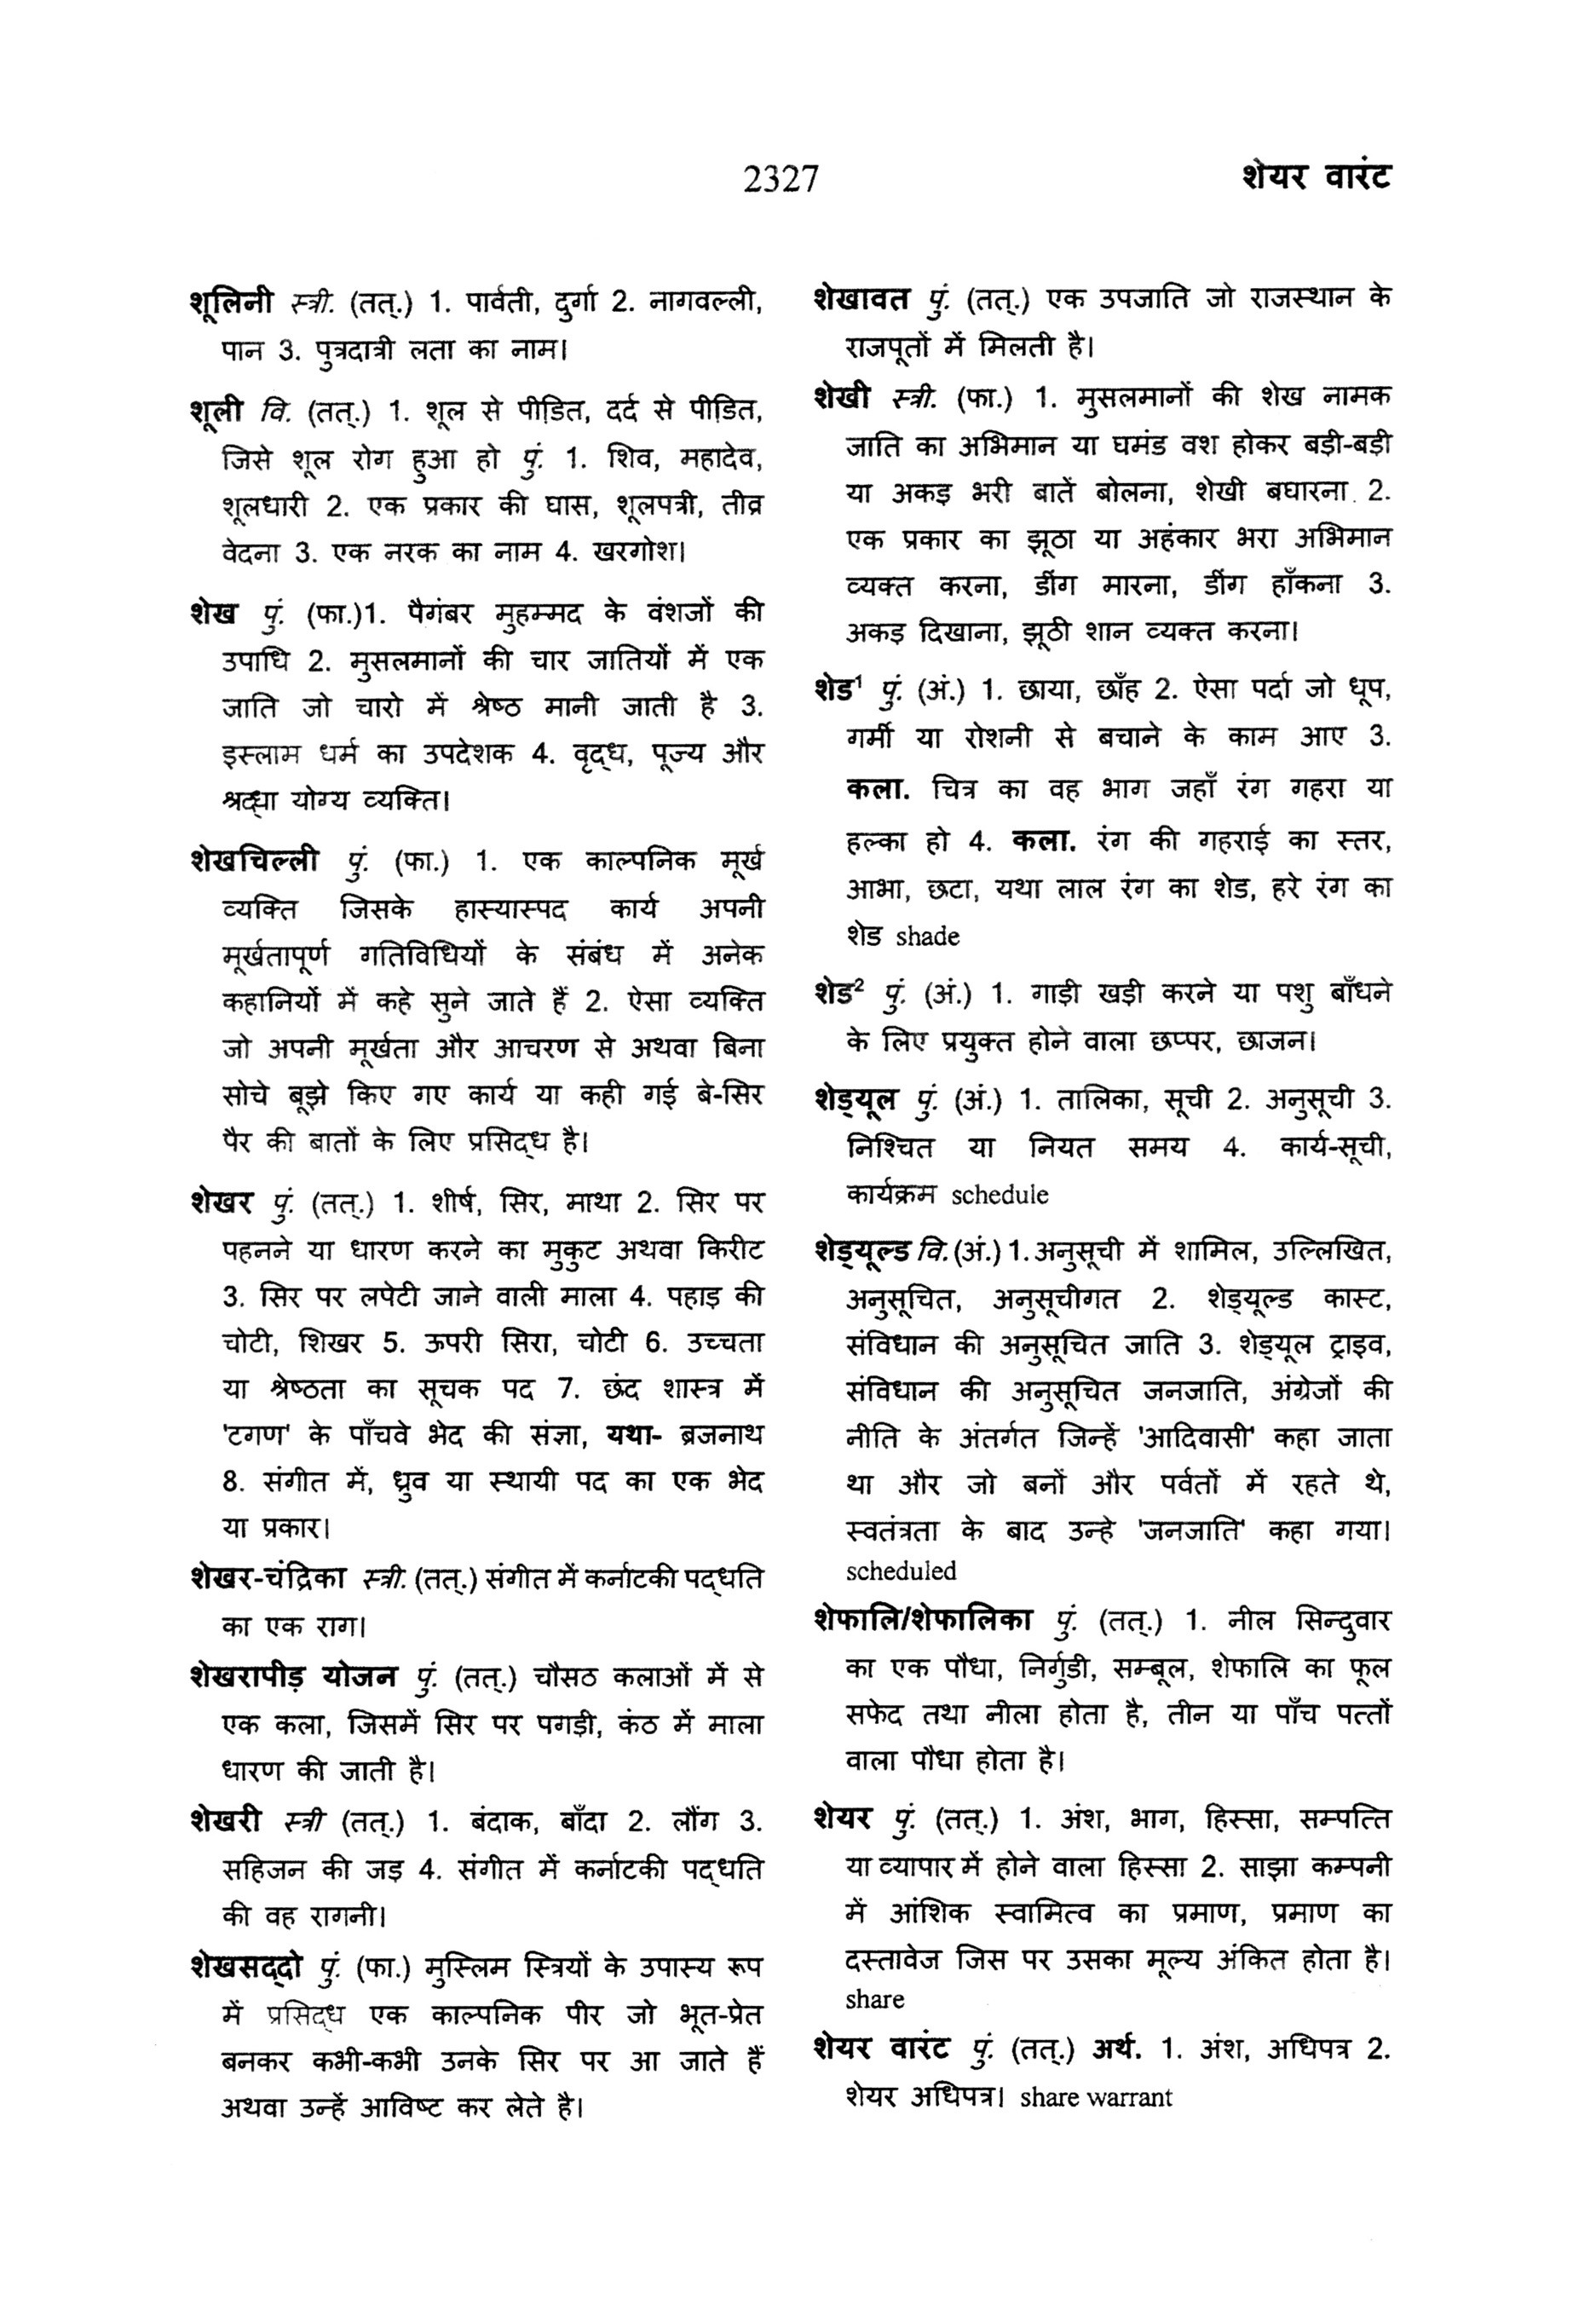 2327
शेयर वारंट
शूलिनी स्त्री. (तत्.) 1. पार्वती, दुर्गा 2. नागवल्ली,
पान 3. पुत्रदात्री लता का नाम।
शूली वि. (तत्.) 1. शूल से पीड़ित, दर्द से पीड़ित,
जिसे शूल रोग हुआ हो पुं. 1. शिव, महादेव,
शूलधारी 2. एक प्रकार की घास, शूलपत्री, तीव्र
वेदना 3. एक नरक का नाम 4. खरगोश।
शेख पुं. (फा.)1. पैगंबर मुहम्मद के वंशजों की
उपाधि 2. मुसलमानों की चार जातियों में एक
जाति जो चारो में श्रेष्ठ मानी जाती है 3.
इस्लाम धर्म का उपदेशक 4. वृद्ध, पूज्य और
श्रद्धा योग्य व्यक्ति।
शेखचिल्ली पुं. (फा.) 1. एक काल्पनिक मूर्ख
व्यक्ति जिसके हास्यास्पद कार्य अपनी
मूर्खतापूर्ण गतिविधियों के संबंध में अनेक
कहानियों में कहे सुने जाते हैं 2. ऐसा व्यक्ति
जो अपनी मूर्खता और आचरण से अथवा बिना
सोचे बूझे किए गए कार्य या कही गई बे-सिर
पैर की बातों के लिए प्रसिद्ध है।
शेखर पुं. (तत्.) 1. शीर्ष, सिर, माथा 2. सिर पर
पहनने या धारण करने का मुकुट अथवा किरीट
3. सिर पर लपेटी जाने वाली माला 4. पहाड़ की
चोटी, शिखर 5. ऊपरी सिरा, चोटी 6. उच्चता
या श्रेष्ठता का सूचक पद 7. छंद शास्त्र में
'टगण' के पाँचवे भेद की संज्ञा, यथा- ब्रजनाथ
8. संगीत में, ध्रुव या स्थायी पद का एक भेद
या प्रकार।
शेखर-चंद्रिका स्त्री. (तत्.) संगीत में कर्नाटकी पद्धति
का एक राग।
शेखरापीड़ योजन पुं. (तत्.) चौसठ कलाओं में से
एक कला, जिसमें सिर पर पगड़ी, कंठ में माला
धारण की जाती है।
शेखरी स्त्री (तत्.) 1. बंदाक, बाँदा 2. लौंग 3.
सहिजन की जड़ 4. संगीत में कर्नाटकी पद्धति
की वह रागनी।
शेखसद्दो पुं. (फा.) मुस्लिम स्त्रियों के उपास्य रूप
में प्रसिद्ध एक काल्पनिक पीर जो भूत-प्रेत
बनकर कभी-कभी उनके सिर पर आ जाते हैं
अथवा उन्हें आविष्ट कर लेते है।
शेखावत पुं. (तत्.) एक उपजाति जो राजस्थान के
राजपूतों में मिलती है।
शेखी स्त्री. (फा.) 1. मुसलमानों की शेख नामक
जाति का अभिमान या घमंड वश होकर बड़ी-बड़ी
या अकड़ भरी बातें बोलना, शेखी बघारना 2.
एक प्रकार का झूठा या अहंकार भरा अभिमान
व्यक्त करना, डींग मारना, डींग हाँकना 3.
अकड़ दिखाना, झूठी शान व्यक्त करना।
शेड¹ पुं. (अं.) 1. छाया, छाँह 2. ऐसा पर्दा जो धूप,
गर्मी या रोशनी से बचाने के काम आए 3.
कला. चित्र का वह भाग जहाँ रंग गहरा या
हल्का हो 4. कला. रंग की गहराई का स्तर,
आभा, छटा, यथा लाल रंग का शेड, हरे रंग का
शेड shade
शेड² पुं. (अं.) 1. गाड़ी खड़ी करने या पशु बाँधने
के लिए प्रयुक्त होने वाला छप्पर, छाजन।
शेड्यूल पुं. (अं.) 1. तालिका, सूची 2. अनुसूची 3.
निश्चित या नियत समय 4. कार्य-सूची,
कार्यक्रम schedule
शेड्यूल्ड वि. (अं.) 1. अनुसूची में शामिल, उल्लिखित,
अनुसूचित, अनुसूचीगत 2. शेड्यूल्ड कास्ट,
संविधान की अनुसूचित जाति 3. शेड्यूल ट्राइव,
संविधान की अनुसूचित जनजाति, अंग्रेजों की
नीति के अंतर्गत जिन्हें 'आदिवासी' कहा जाता
था और जो बनों और पर्वतों में रहते थे,
स्वतंत्रता के बाद उन्हे 'जनजाति' कहा गया।
scheduled
शेफालि/शेफालिका पुं. (तत्.) 1. नील सिन्दुवार
का एक पौधा, निर्गुडी, सम्बूल, शेफालि का फूल
सफेद तथा नीला होता है, तीन या पाँच पत्तों
वाला पौधा होता है।
शेयर पुं. (तत्.) 1. अंश, भाग, हिस्सा, सम्पत्ति
या व्यापार में होने वाला हिस्सा 2. साझा कम्पनी
में आंशिक स्वामित्व का प्रमाण, प्रमाण का
दस्तावेज जिस पर उसका मूल्य अंकित होता है।
share
शेयर वारंट पुं. (तत्.) अर्थ. 1. अंश, अधिपत्र 2.
शेयर अधिपत्र। share warrant